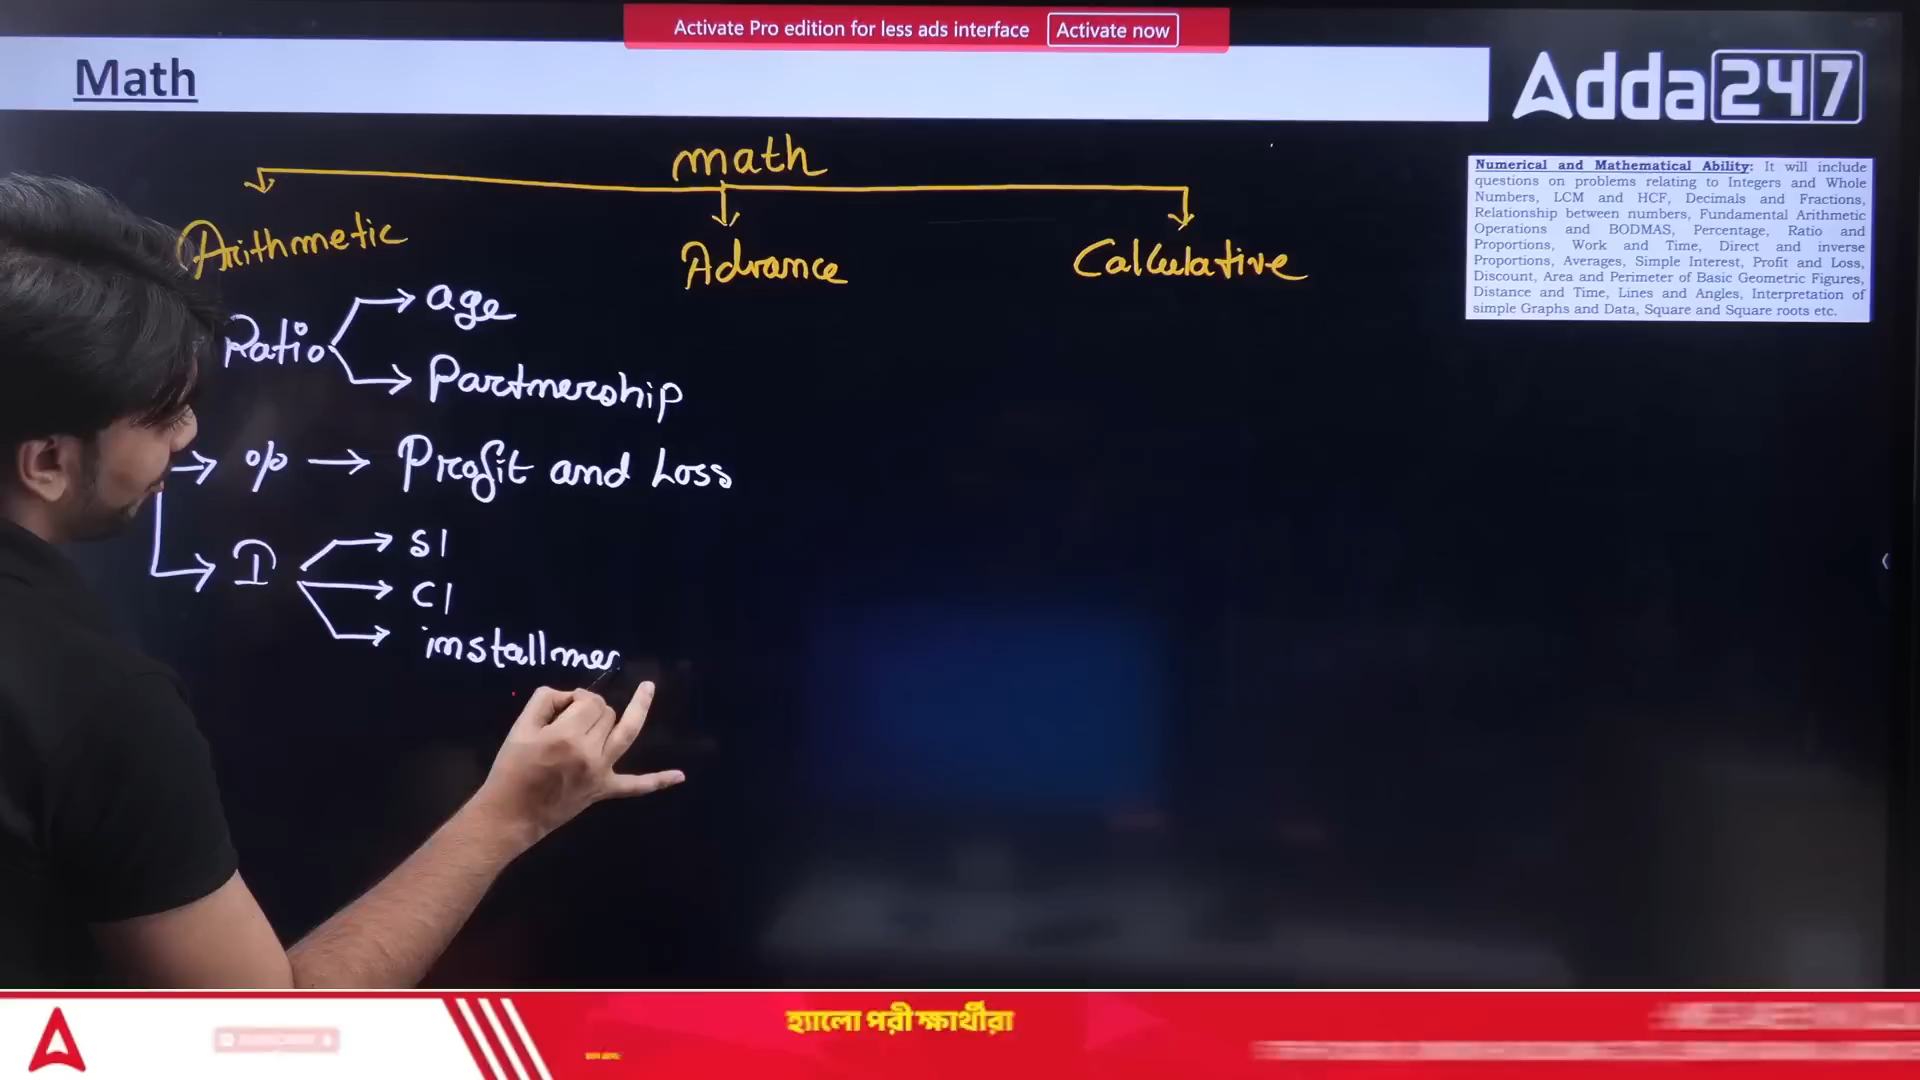 Activate Pro edition for less ads interface Activate now
Math
Adda247
math
Arithmetic
Advance
Calculative
Numerical and Mathematical Ability: It will include
questions on problems relating to Integers and Whole
Numbers, LCM and HCF, Decimals and Fractions,
Relationship between numbers, Fundamental Arithmetic
Operations and BODMAS, Percentage, Ratio and
Proportions, Work and Time, Direct and inverse
Proportions, Averages, Simple Interest, Profit and Loss,
Discount, Area and Perimeter of Basic Geometric Figures,
Distance and Time, Lines and Angles, Interpretation of
simple Graphs and Data, Square and Square roots etc.
Ratio
age
Partnership
% Profit and Loss
I
SI
CI
installmen
হ্যালো পরীক্ষার্থীরা